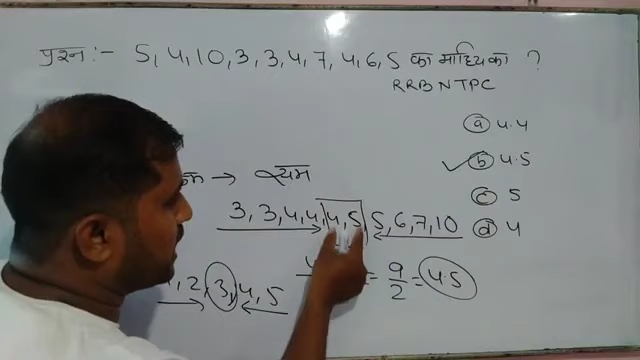 प्रश्न :- 5, 4, 10, 3, 3, 4, 7, 4, 6, 5 का माध्यिका ?
RRB NTPC
ⓐ 4.4
→
✓ⓑ 4.5
3, 3, 4, 4, 4, 5, 5, 6, 7, 10
ⓒ 5
ⓓ 4
2, 3, 4, 5
= 9/2 = 4.5